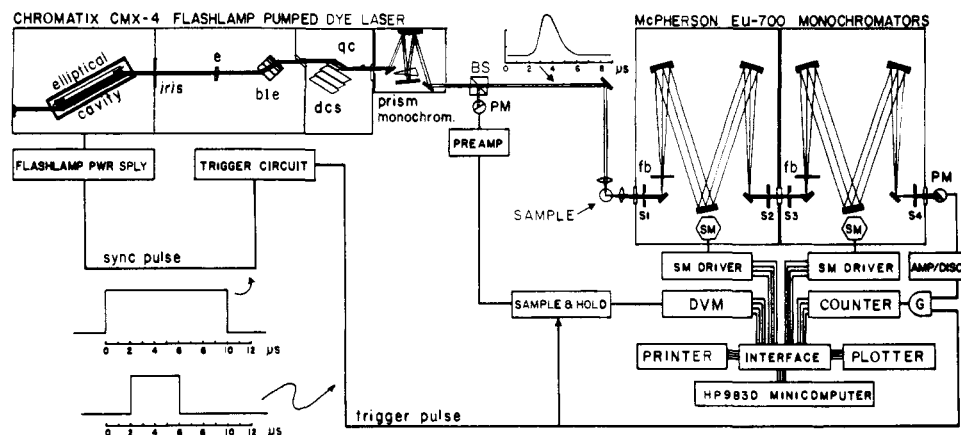 CHROMATIX CMX-4 FLASHLAMP PUMPED DYE LASER
McPHERSON EU-700 MONOCHROMATORS
elliptical
cavity
iris
e
ble
qc
dcs
prism
monochrom.
0 2 4 6 8 μs
BS
PM
PREAMP
SAMPLE
fb
S1
S2
S3
fb
S4
PM
SM
SM
FLASHLAMP PWR SPLY
TRIGGER CIRCUIT
sync pulse
SM DRIVER
SM DRIVER
AMP/DISC
SAMPLE & HOLD
DVM
COUNTER
G
0 2 4 6 8 10 12 μs
PRINTER
INTERFACE
PLOTTER
HP9830 MINICOMPUTER
0 2 4 6 8 10 12 μs
trigger pulse